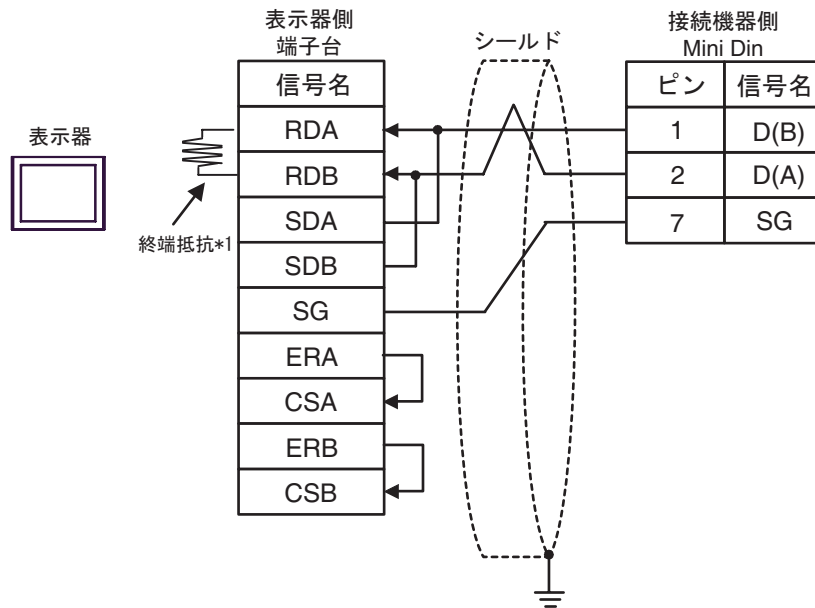 表示器
終端抵抗*1
表示器側
端子台
信号名
RDA
RDB
SDA
SDB
SG
ERA
CSA
ERB
CSB
シールド
接続機器側
Mini Din
ピン 信号名
1 D(B)
2 D(A)
7 SG